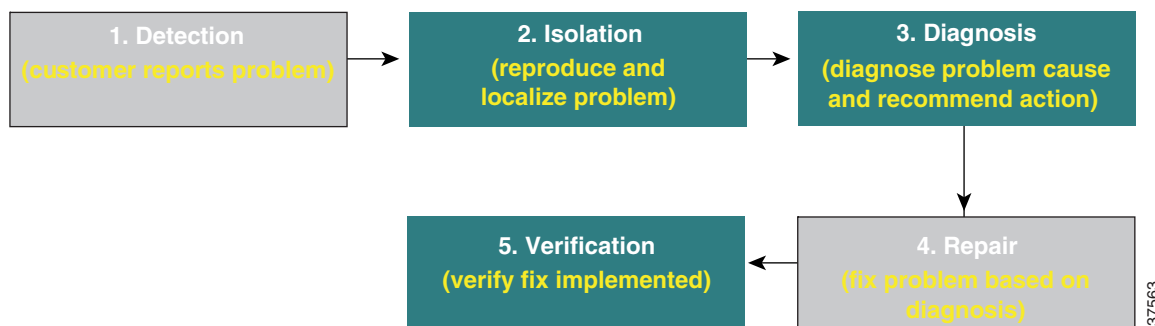 1. Detection
(customer reports problem)
2. Isolation
(reproduce and
localize problem)
3. Diagnosis
(diagnose problem cause
and recommend action)
4. Repair
(fix problem based on
diagnosis)
5. Verification
(verify fix implemented)
37563